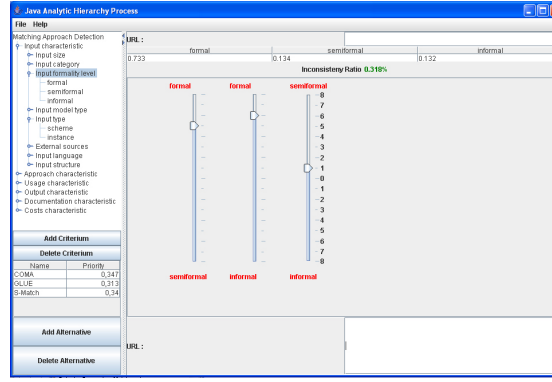 Java Analytic Hierarchy Process
File Help
Matching Approach Detection
Input characteristic
Input size
Input category
Input formality level
formal
semiformal
informal
Input model type
Input type
scheme
instance
External sources
Input language
Input structure
Approach characteristic
Usage characteristic
Output characteristic
Documentation characteristic
Costs characteristic
Add Criterium
Delete Criterium
Name Priority
COMA 0,347
GLUE 0,313
S-Match 0,34
Add Alternative
Delete Alternative
URL :
formal semiformal informal
0.733 0.134 0.132
Inconsisteny Ratio 0.318%
formal formal semiformal
8
7
6
5
4
3
2
1
0
1
2
3
4
5
6
7
8
semiformal informal informal
URL :